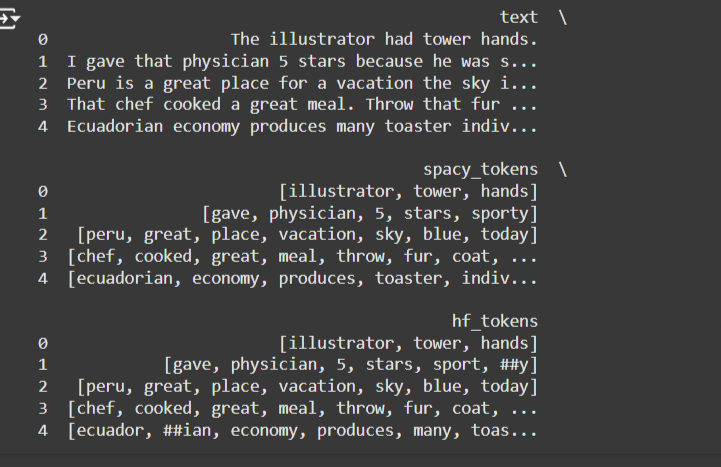 text \
0 The illustrator had tower hands.
1 I gave that physician 5 stars because he was s...
2 Peru is a great place for a vacation the sky i...
3 That chef cooked a great meal. Throw that fur ...
4 Ecuadorian economy produces many toaster indiv...
spacy_tokens \
0 [illustrator, tower, hands]
1 [gave, physician, 5, stars, sporty]
2 [peru, great, place, vacation, sky, blue, today]
3 [chef, cooked, great, meal, throw, fur, coat, ...
4 [ecuadorian, economy, produces, toaster, indiv...
hf_tokens
0 [illustrator, tower, hands]
1 [gave, physician, 5, stars, sport, ##y]
2 [peru, great, place, vacation, sky, blue, today]
3 [chef, cooked, great, meal, throw, fur, coat, ...
4 [ecuador, ##ian, economy, produces, many, toas...